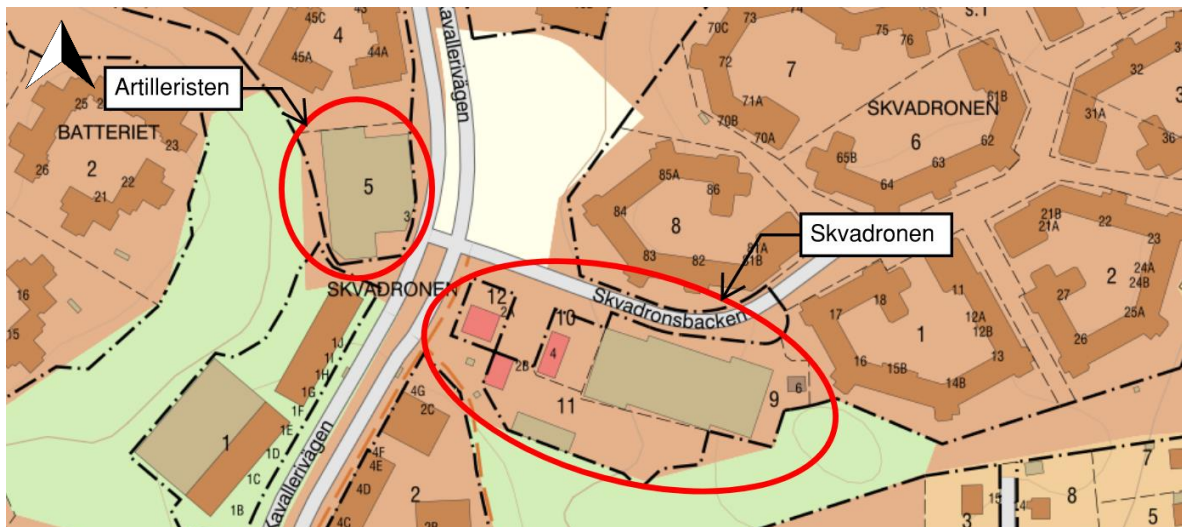 45C
4
45A
44A
Kavallerivägen
Artilleristen
BATTERIET
25
23
2
22
21
26
16
15
5
3
70C
73
75
76
72
7
71A
70B
70A
SKVADRONEN
61B
6
62
65B
63
64
32
31A
36
85A
86
84
8
83
82
81A
81B
Skvadronen
21B
21A
22
23
2
24A
24B
27
25A
26
SKVADRONEN
12
2A
10
Skvadronsbacken
4
2B
11
9
6
17
18
11
1
12A
12B
13
16
15B
14B
1J
1I
1H
1G
1F
1E
1D
1C
1B
1
Kavallerivägen
4G
2C
4F
4E
4D
4C
2
2B
7
8
15
14
3
5